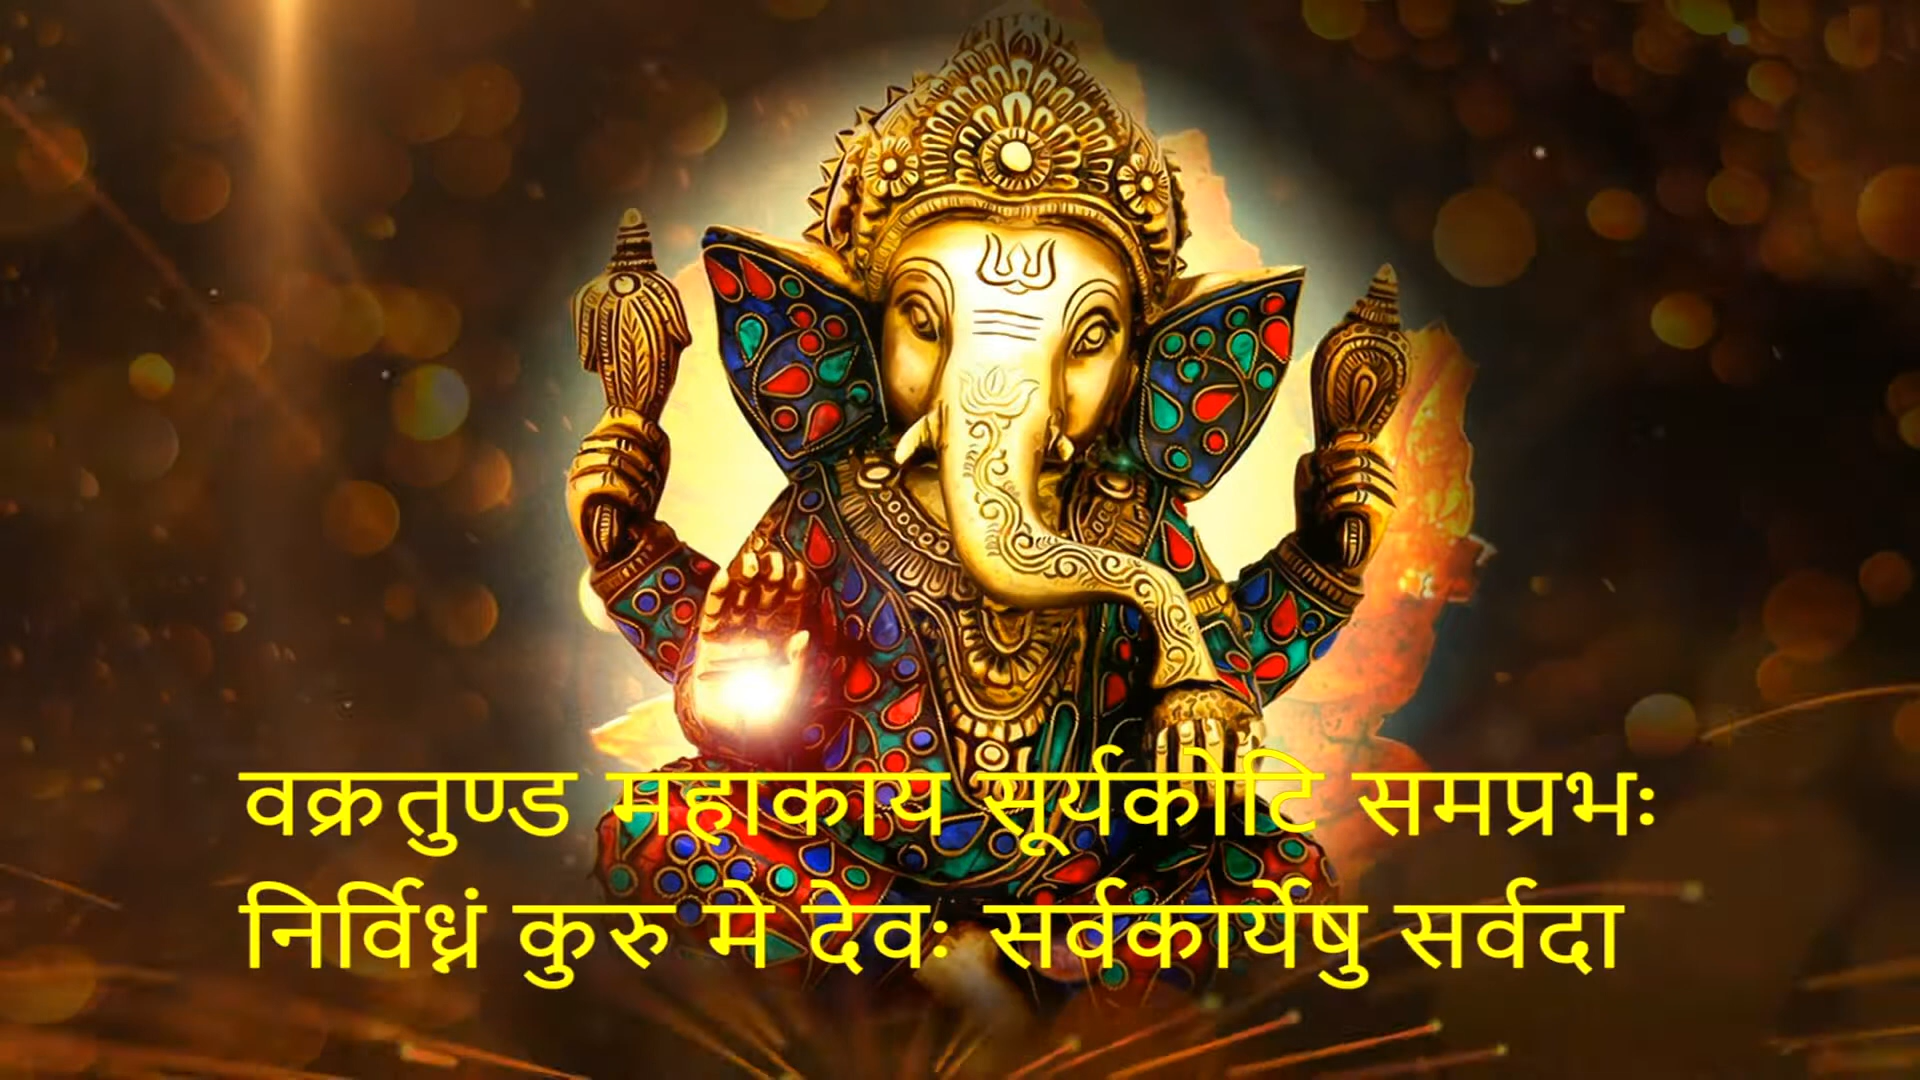 वक्रतुण्ड महाकाय सूर्यकोटि समप्रभः
निर्विध्नं कुरु मे देवः सर्वकार्येषु सर्वदा